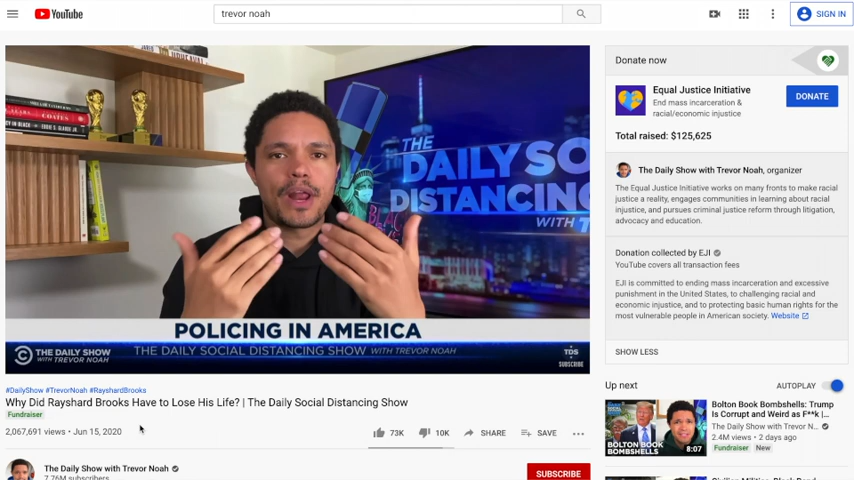 YouTube
trevor noah
SIGN IN
COATES
EDDIE S. GLAUDE JR.
THE
DAILY SO
DISTANCING
WITH T
POLICING IN AMERICA
THE DAILY SHOW
WITH TREVOR NOAH
THE DAILY SOCIAL DISTANCING SHOW WITH TREVOR NOAH
TDS
SUBSCRIBE
#DailyShow #TrevorNoah #RayshardBrooks
Why Did Rayshard Brooks Have to Lose His Life? | The Daily Social Distancing Show
Fundraiser
2,067,691 views • Jun 15, 2020
73K
10K
SHARE
SAVE
The Daily Show with Trevor Noah
7.76M subscribers
SUBSCRIBE
Donate now
Equal Justice Initiative
End mass incarceration &
racial/economic injustice
DONATE
Total raised: $125,625
The Daily Show with Trevor Noah, organizer
The Equal Justice Initiative works on many fronts to make racial
justice a reality, engages communities in learning about racial
injustice, and pursues criminal justice reform through litigation,
advocacy and education.
Donation collected by EJI
YouTube covers all transaction fees
EJI is committed to ending mass incarceration and excessive
punishment in the United States, to challenging racial and
economic injustice, and to protecting basic human rights for the
most vulnerable people in American society. Website
SHOW LESS
Up next
AUTOPLAY
BOLTON BOOK
BOMBSHELLS
8:07
Bolton Book Bombshells: Trump
Is Corrupt and Weird as F**k |...
The Daily Show with Trevor N...
2.4M views • 2 days ago
Fundraiser
New